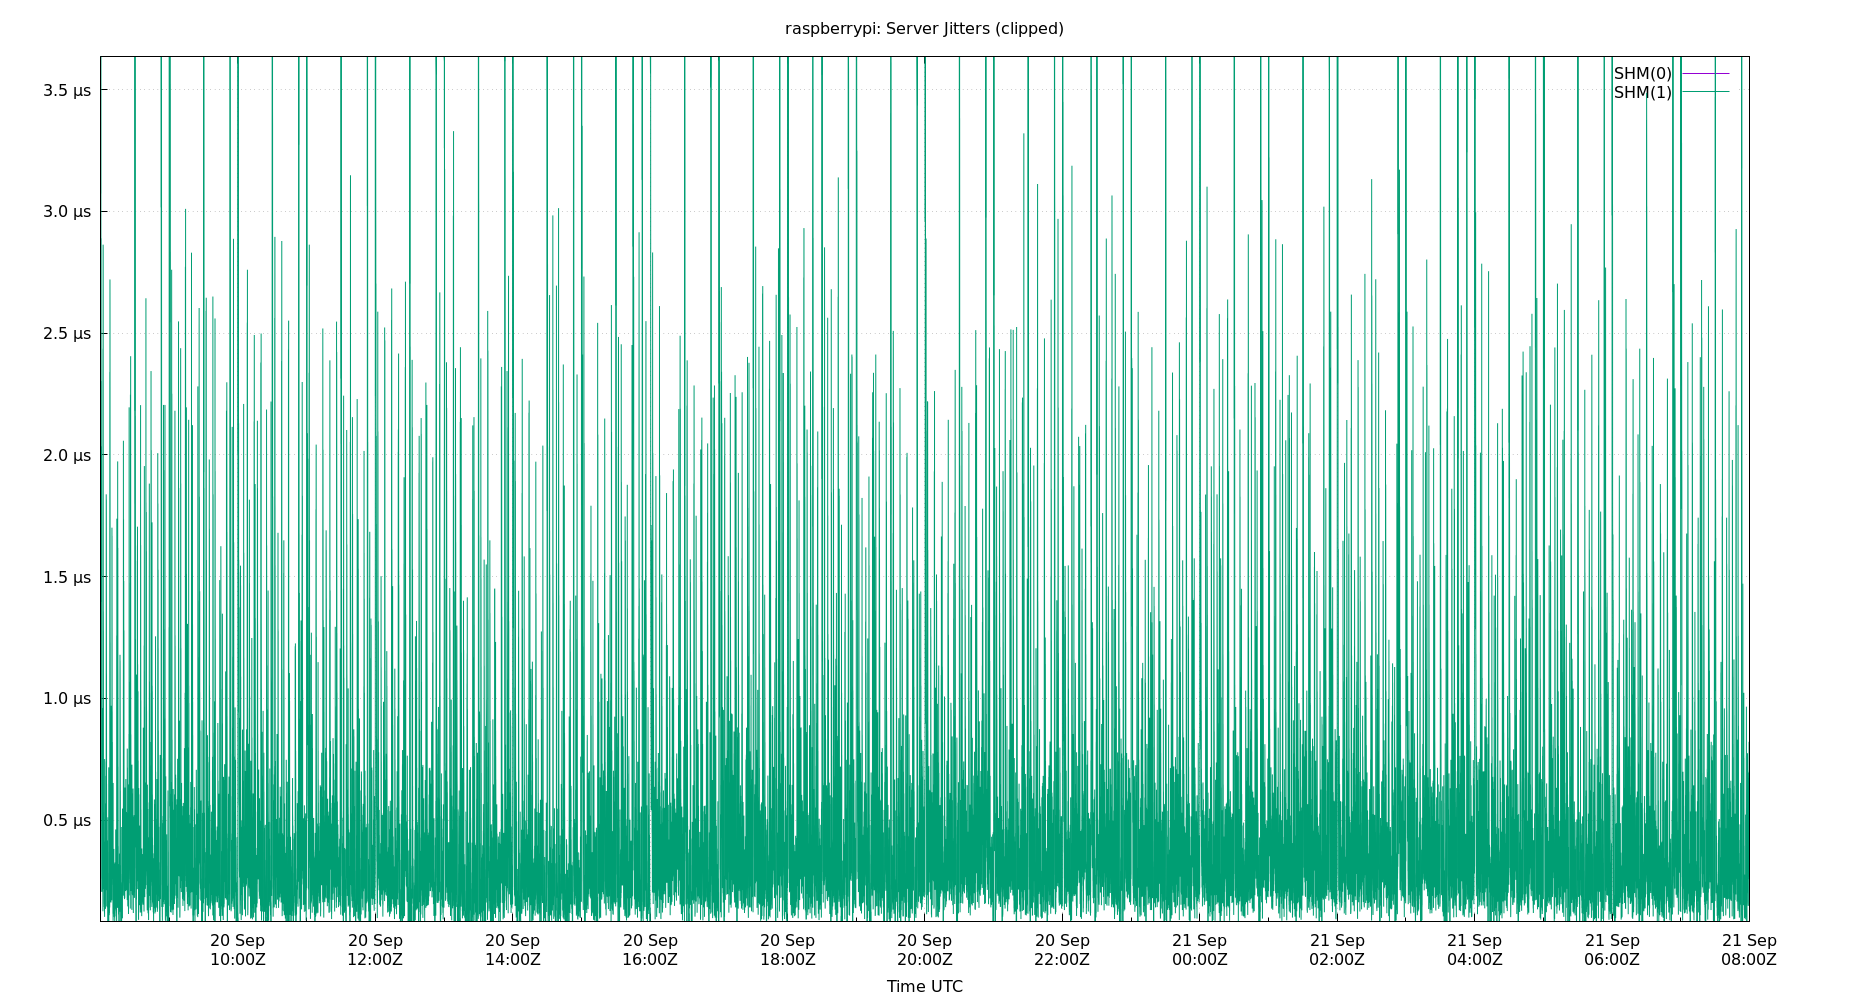 raspberrypi: Server Jitters (clipped)
SHM(0)
SHM(1)
3.5 μs
3.0 μs
2.5 μs
2.0 μs
1.5 μs
1.0 μs
0.5 μs
20 Sep 20 Sep 20 Sep 20 Sep 20 Sep 20 Sep 20 Sep 21 Sep 21 Sep 21 Sep 21 Sep 21 Sep
10:00Z 12:00Z 14:00Z 16:00Z 18:00Z 20:00Z 22:00Z 00:00Z 02:00Z 04:00Z 06:00Z 08:00Z
Time UTC